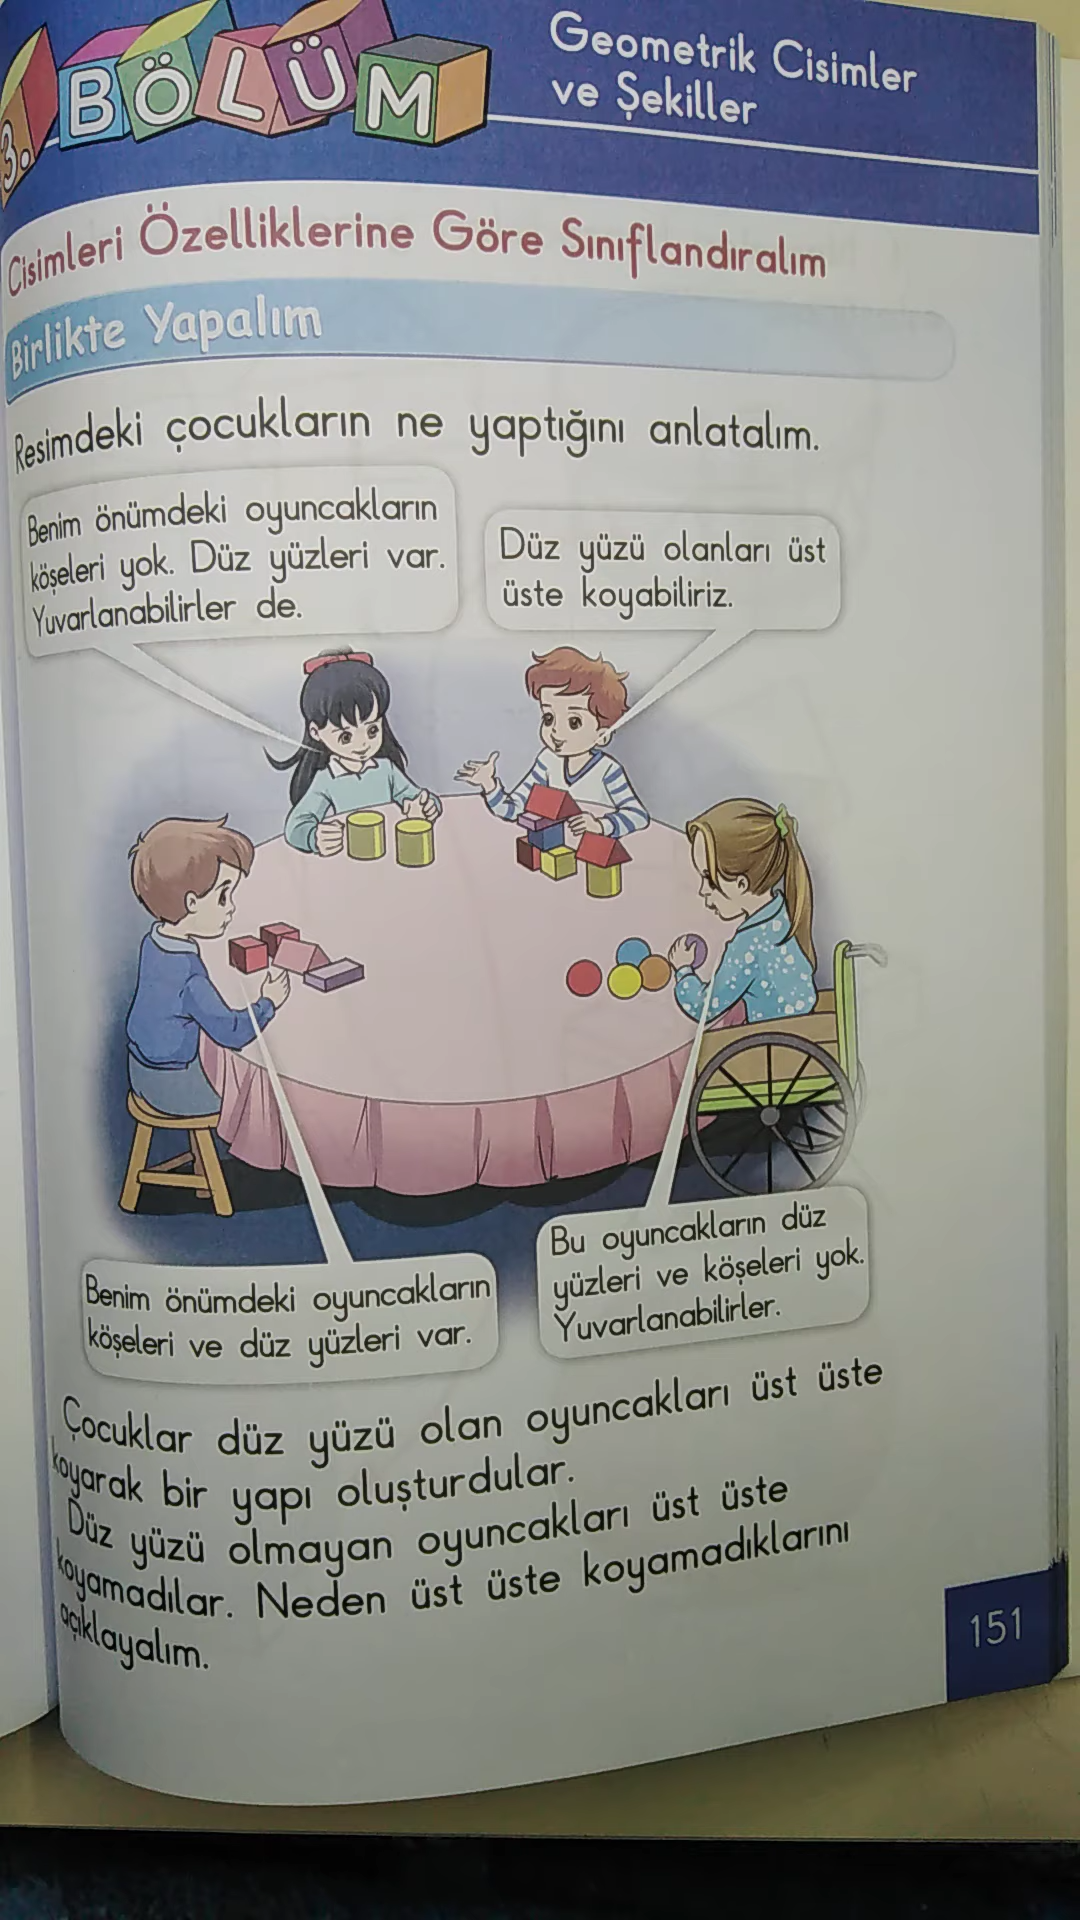 3. BÖLÜM
Geometrik Cisimler
ve Şekiller
Cisimleri Özelliklerine Göre Sınıflandıralım
Birlikte Yapalım
Resimdeki çocukların ne yaptığını anlatalım.
Benim önümdeki oyuncakların
köşeleri yok. Düz yüzleri var.
Yuvarlanabilirler de.
Düz yüzü olanları üst
üste koyabiliriz.
Benim önümdeki oyuncakların
köşeleri ve düz yüzleri var.
Bu oyuncakların düz
yüzleri ve köşeleri yok.
Yuvarlanabilirler.
Çocuklar düz yüzü olan oyuncakları üst üste
koyarak bir yapı oluşturdular.
Düz yüzü olmayan oyuncakları üst üste
koyamadılar. Neden üst üste koyamadıklarını
açıklayalım.
151